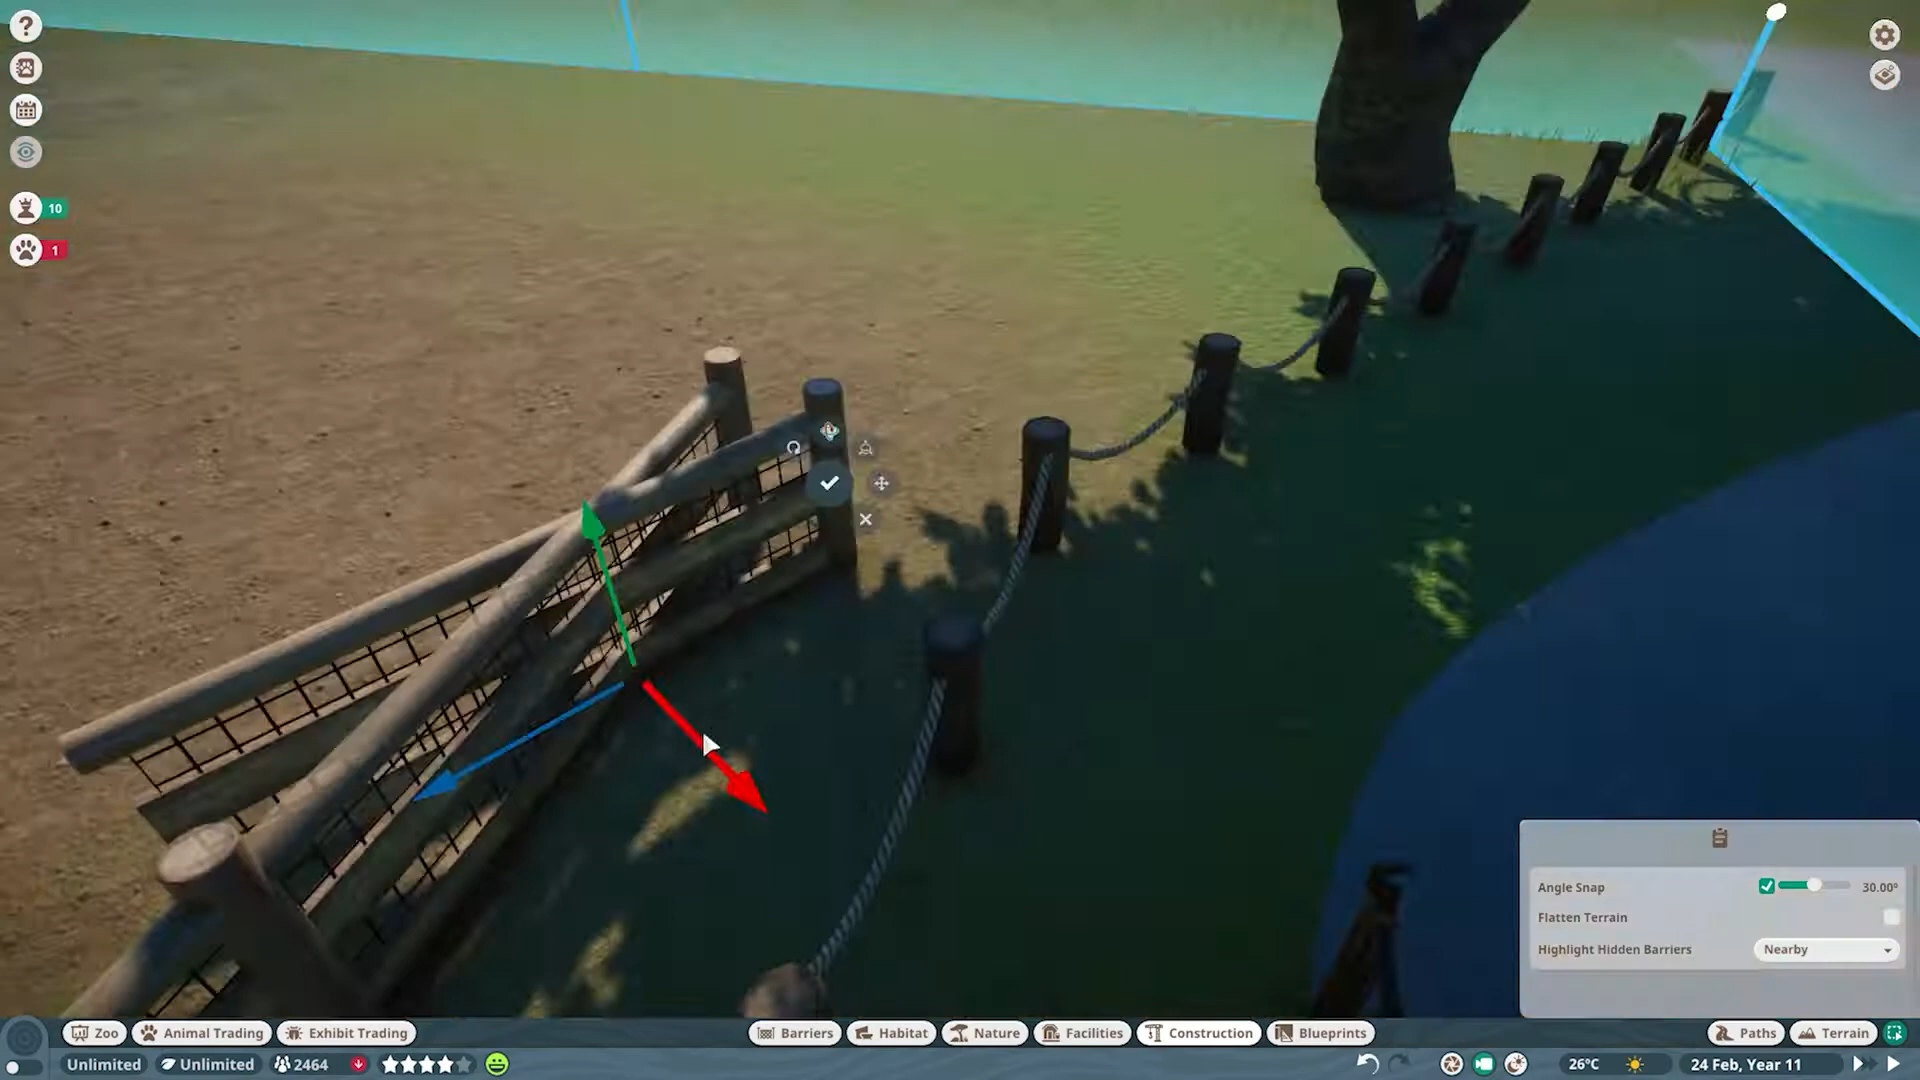 ?
10
1
Angle Snap 30.00°
Flatten Terrain
Highlight Hidden Barriers Nearby
Zoo Animal Trading Exhibit Trading Barriers Habitat Nature Facilities Construction Blueprints Paths Terrain
Unlimited Unlimited 2464 26°C 24 Feb, Year 11